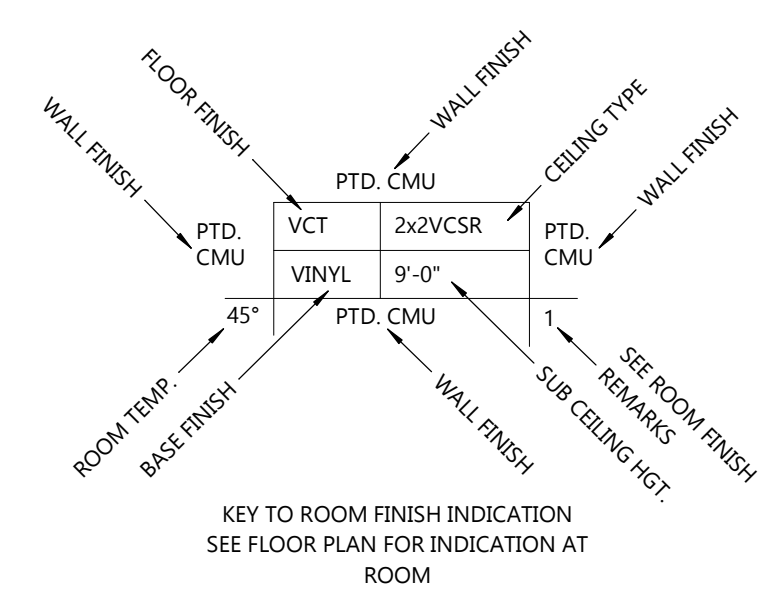 FLOOR FINISH
WALL FINISH
WALL FINISH
CEILING TYPE
WALL FINISH
PTD. CMU
PTD.
CMU
VCT
2x2VCSR
PTD.
CMU
VINYL
9'-0"
45°
PTD. CMU
1
ROOM TEMP.
BASE FINISH
WALL FINISH
SUB CEILING HGT.
SEE ROOM FINISH
REMARKS
KEY TO ROOM FINISH INDICATION
SEE FLOOR PLAN FOR INDICATION AT
ROOM